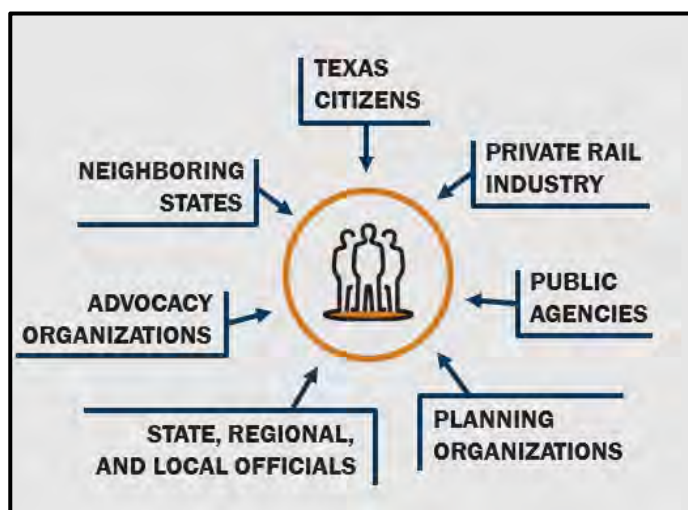 TEXAS
CITIZENS
PRIVATE RAIL
INDUSTRY
NEIGHBORING
STATES
PUBLIC
AGENCIES
ADVOCACY
ORGANIZATIONS
PLANNING
ORGANIZATIONS
STATE, REGIONAL,
AND LOCAL OFFICIALS